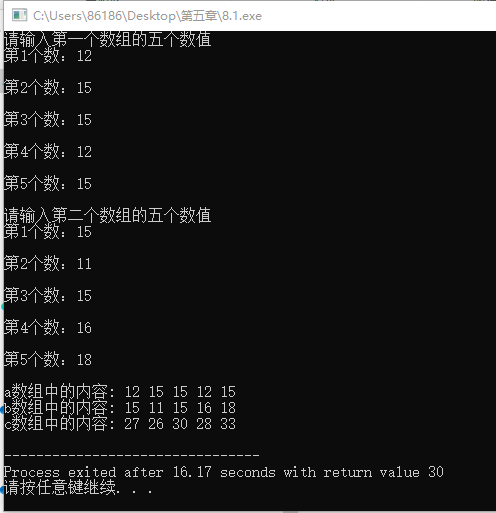 C:\Users\86186\Desktop\第五章\8.1.exe
请输入第一个数组的五个数值
第1个数：12
第2个数：15
第3个数：15
第4个数：12
第5个数：15
请输入第二个数组的五个数值
第1个数：15
第2个数：11
第3个数：15
第4个数：16
第5个数：18
a数组中的内容: 12 15 15 12 15
b数组中的内容: 15 11 15 16 18
c数组中的内容: 27 26 30 28 33
--------------------------------
Process exited after 16.17 seconds with return value 30
请按任意键继续. . .